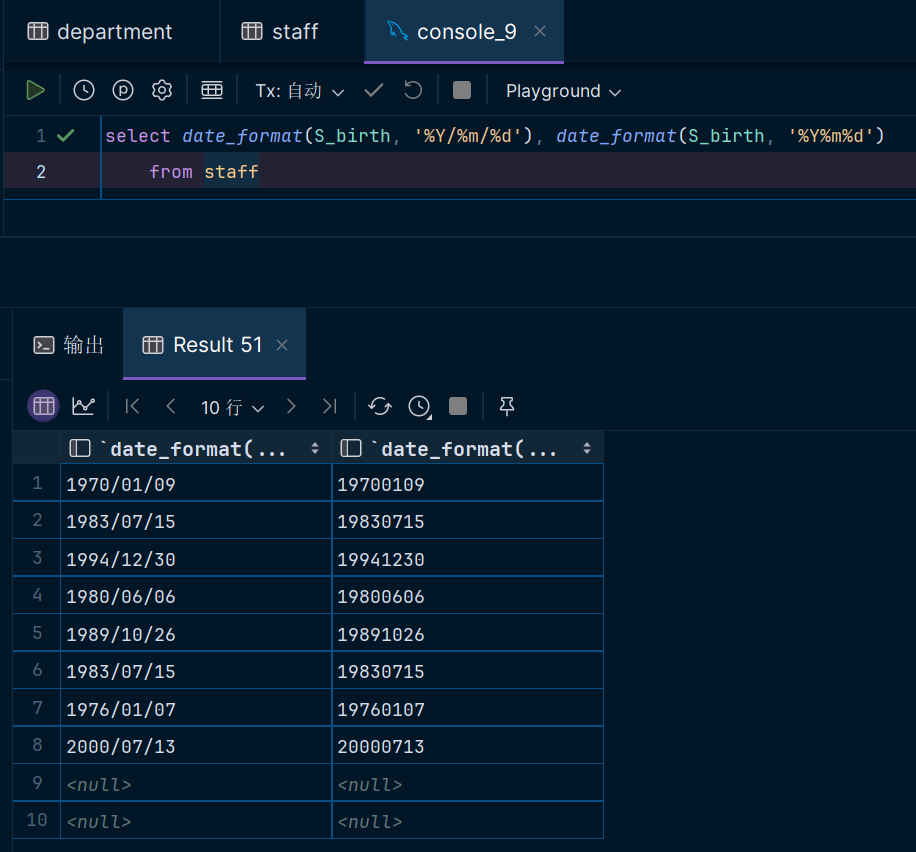 department staff console_9
Tx: 自动 Playground
1 select date_format(S_birth, '%Y/%m/%d'), date_format(S_birth, '%Y%m%d')
2 from staff
输出 Result 51
10 行
`date_format(... `date_format(...
1 1970/01/09 19700109
2 1983/07/15 19830715
3 1994/12/30 19941230
4 1980/06/06 19800606
5 1989/10/26 19891026
6 1983/07/15 19830715
7 1976/01/07 19760107
8 2000/07/13 20000713
9 <null> <null>
10 <null> <null>